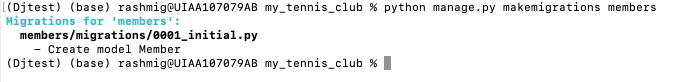 (Djtest) (base) rashmig@UIAA107079AB my_tennis_club % python manage.py makemigrations members
Migrations for 'members':
members/migrations/0001_initial.py
- Create model Member
(Djtest) (base) rashmig@UIAA107079AB my_tennis_club %